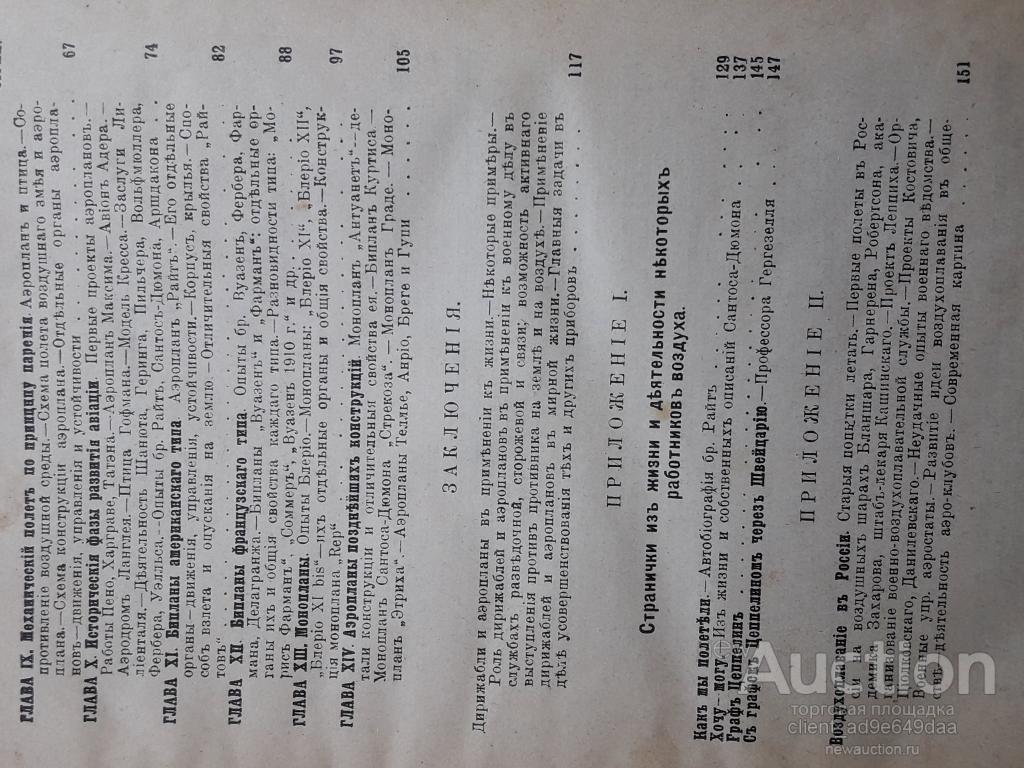 ГЛАВА IX. Механическій полетъ по принципу паренія. Аэропланъ и птица.—Со-
противленіе воздушной среды.—Схема полета воздушнаго змѣя и аэро-
плана.—Схема конструкціи аэроплана.—Отдѣльные органы аэропла-
новъ—движенія, управленія и устойчивости . . . 67
ГЛАВА X. Историческія фазы развитія авіаціи. Первые проекты аэроплановъ.—
Работы Пено, Харграве, Татэна.—Аэропланъ Максима.—Авіонъ Адера.—
Аэродромъ „Ланглея.—Птица Гофмана.—Модель Кресса.—Заслуги Ли-
ліенталя.—Дѣятельность Шанюта, Геринга, Пильчера, Вольфмюллера,
Фербера, Уэлльса.—Опыты бр. Райтъ, Сантосъ-Дюмона, Аршдакона . . 74
ГЛАВА XI. Бипланы американскаго типа. Аэропланъ „Райтъ“.—Его отдѣльные
органы—движенія, управленія, устойчивости.—Корпусъ, крылья.—Спо-
собъ взлета и опусканія на землю.—Отличительныя свойства „Рай-
товъ“ . . . 82
ГЛАВА XII. Бипланы французскаго типа. Опыты бр. Вуазенъ, Фербера, Фар-
мана, Делагранжа.—Бипланы „Вуазенъ“ и „Фарманъ“: отдѣльные ор-
ганы ихъ и общія свойства каждаго типа.—Разновидности типа: „Мо-
рисъ Фарманъ“, „Соммеръ“, „Вуазенъ 1910 г.“ и др. . . . 88
ГЛАВА XIII. Монопланы. Опыты Блеріо.—Монопланы: „Блеріо XI“, „Блеріо XII“,
„Блеріо XI bis“—ихъ отдѣльные органы и общія свойства.—Конструк-
ція моноплана „Рер“ . . . 97
ГЛАВА XIV. Аэропланы позднѣйшихъ конструкцій. Монопланъ „Антуанетъ“—де-
тали конструкціи и отличительныя свойства ея.—Бипланъ Куртиса.—
Монопланъ Сантоса-Дюмона „Стрекоза“.—Монопланъ Граде.—Моно-
планъ „Этриха“.—Аэропланы Теллье, Анріо, Бреге и Гупи . . . 105
ЗАКЛЮЧЕНІЯ.
Дирижабли и аэропланы въ примѣненіи къ жизни.—Нѣкоторые примѣры.—
Роль дирижаблей и аэроплановъ въ примѣненіи къ военному дѣлу въ
службахъ развѣдочной, сторожевой и связи; возможность активнаго
выступленія противъ противника на землѣ и на воздухѣ.—Примѣненіе
дирижаблей и аэроплановъ въ мирной жизни.—Главныя задачи въ
дѣлѣ усовершенствованія тѣхъ и другихъ приборовъ . . . 117
ПРИЛОЖЕНІЕ I.
Странички изъ жизни и дѣятельности нѣкоторыхъ
работниковъ воздуха.
Какъ мы полетѣли.—Автобіографія бр. Райтъ . . . 129
Хочу—могу. Изъ жизни и собственныхъ описаній Сантоса-Дюмона . . . 137
Графъ Цеппелинъ . . . 145
Съ графомъ Цеппелиномъ черезъ Швейцарію.—Профессора Гергезелля . . . 147
ПРИЛОЖЕНІЕ II.
Воздухоплаваніе въ Россіи. Старыя попытки летать.—Первые полеты въ Рос-
сіи на воздушныхъ шарахъ Бланшара, Гарнерена, Робертсона, ака-
демика Захарова, штабъ-лекаря Кашинскаго.—Проектъ Леппиха.—Ор-
ганизованіе военно-воздухоплавательной службы.—Проекты Костовича,
Ціолковскаго, Данилевскаго.—Неудачные опыты военнаго вѣдомства.—
Военные упр. аэростаты.—Развитіе идеи воздухоплаванія въ обще-
ствѣ и дѣятельность аэро-клубовъ.—Современная картина . . . 151
Auction
торговая площадка
client ad9e649daa
newauction.ru